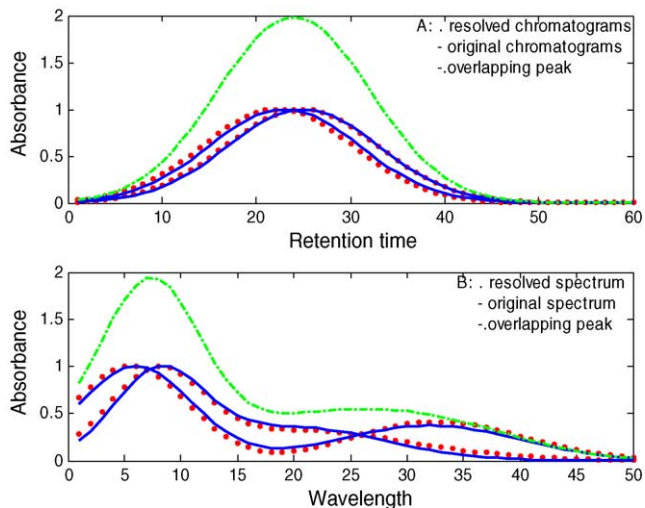 A: . resolved chromatograms
- original chromatograms
-.overlapping peak
Absorbance
2
1.5
1
0.5
0
0 10 20 30 40 50 60
Retention time
B: . resolved spectrum
- original spectrum
-.overlapping peak
Absorbance
2
1.5
1
0.5
0
0 5 10 15 20 25 30 35 40 45 50
Wavelength